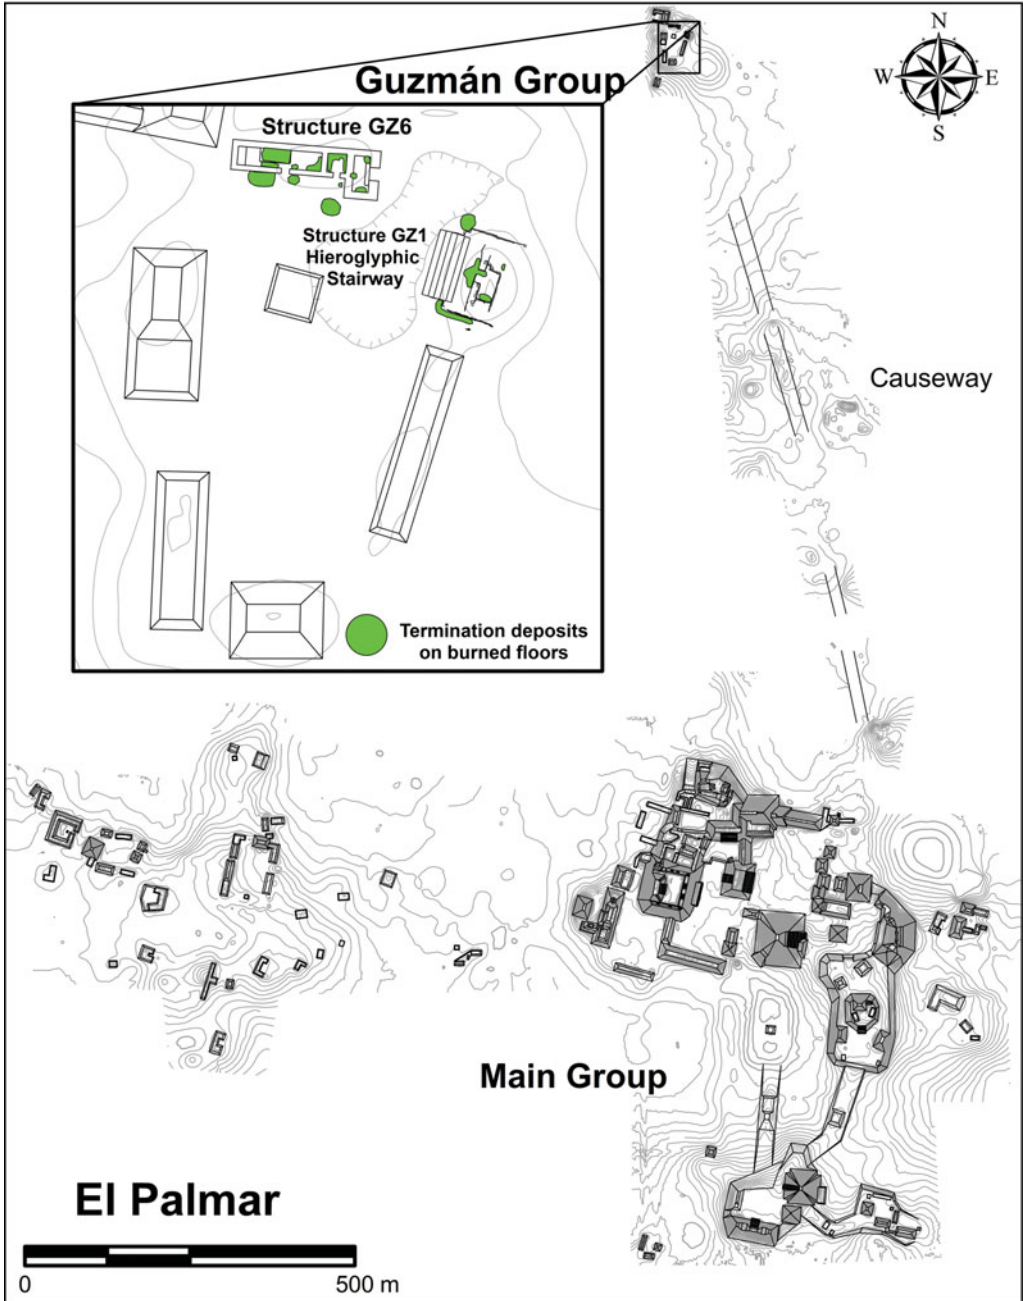 N
W E
S
Guzmán Group
Structure GZ6
Structure GZ1
Hieroglyphic
Stairway
Causeway
Termination deposits
on burned floors
Main Group
El Palmar
0 500 m